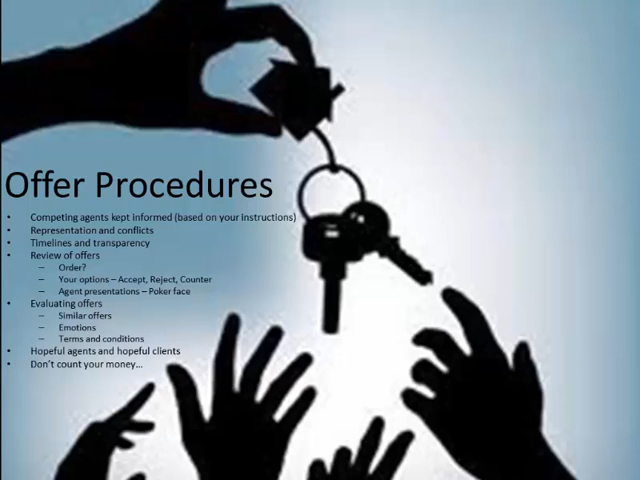 Offer Procedures
• Competing agents kept informed (based on your instructions)
• Representation and conflicts
• Timelines and transparency
• Review of offers
– Order?
– Your options – Accept, Reject, Counter
– Agent presentations – Poker face
• Evaluating offers
– Similar offers
– Emotions
– Terms and conditions
• Hopeful agents and hopeful clients
• Don't count your money…